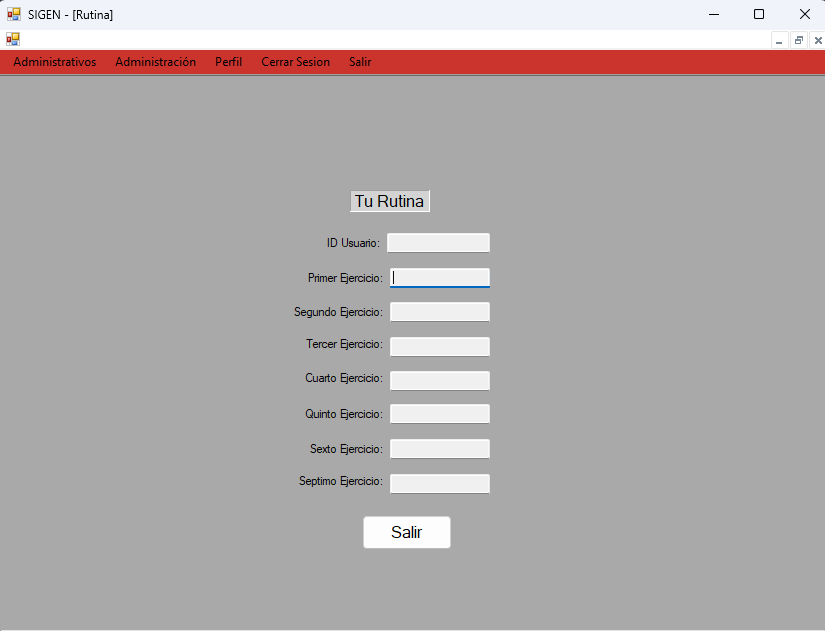 SIGEN - [Rutina]
Administrativos Administración Perfil Cerrar Sesion Salir
Tu Rutina
ID Usuario:
Primer Ejercicio:
Segundo Ejercicio:
Tercer Ejercicio:
Cuarto Ejercicio:
Quinto Ejercicio:
Sexto Ejercicio:
Septimo Ejercicio:
Salir